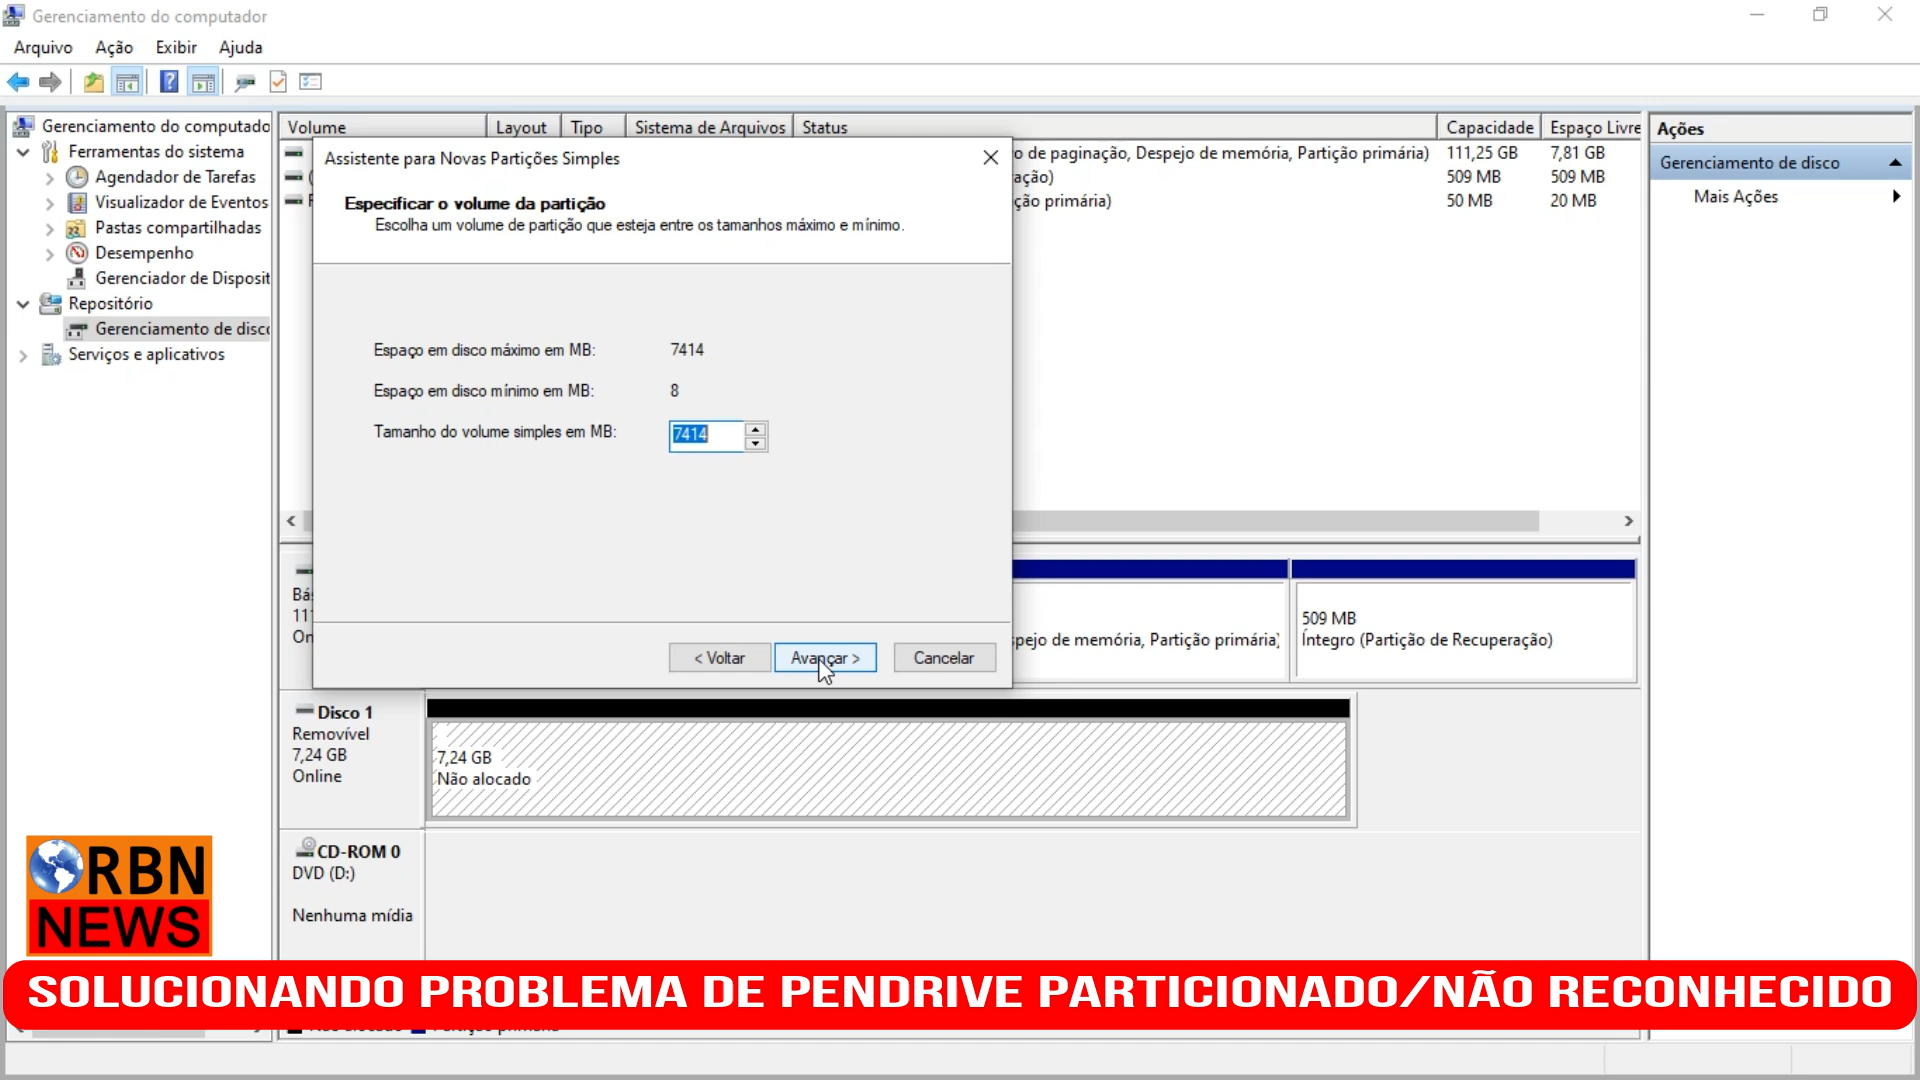 Gerenciamento do computador
Arquivo Ação Exibir Ajuda
Gerenciamento do computado
Ferramentas do sistema
Agendador de Tarefas
Visualizador de Eventos
Pastas compartilhadas
Desempenho
Gerenciador de Disposit
Repositório
Gerenciamento de disco
Serviços e aplicativos
Volume Layout Tipo Sistema de Arquivos Status Capacidade Espaço Livre
o de paginação, Despejo de memória, Partição primária) 111,25 GB 7,81 GB
ação) 509 MB 509 MB
ção primária) 50 MB 20 MB
Ações
Gerenciamento de disco
Mais Ações
Assistente para Novas Partições Simples
Especificar o volume da partição
Escolha um volume de partição que esteja entre os tamanhos máximo e mínimo.
Espaço em disco máximo em MB: 7414
Espaço em disco mínimo em MB: 8
Tamanho do volume simples em MB: 7414
< Voltar Avançar > Cancelar
Bás
111
On
spejo de memória, Partição primária)
509 MB
Íntegro (Partição de Recuperação)
Disco 1
Removível
7,24 GB
Online
7,24 GB
Não alocado
CD-ROM 0
DVD (D:)
Nenhuma mídia
RBN
NEWS
SOLUCIONANDO PROBLEMA DE PENDRIVE PARTICIONADO/NÃO RECONHECIDO